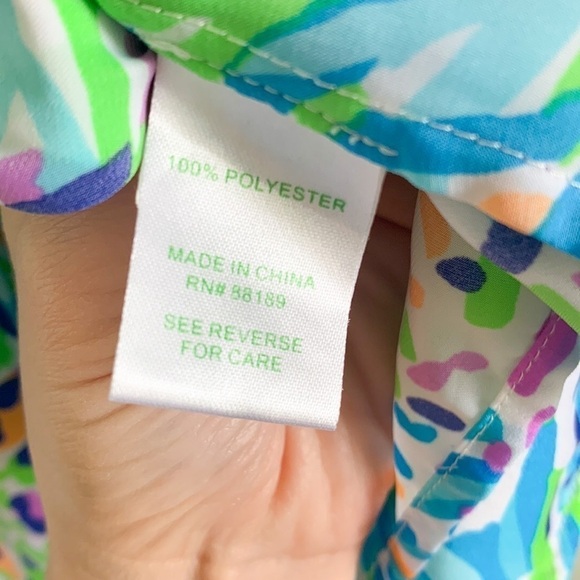 100% POLYESTER
MADE IN CHINA
RN# 88189
SEE REVERSE
FOR CARE